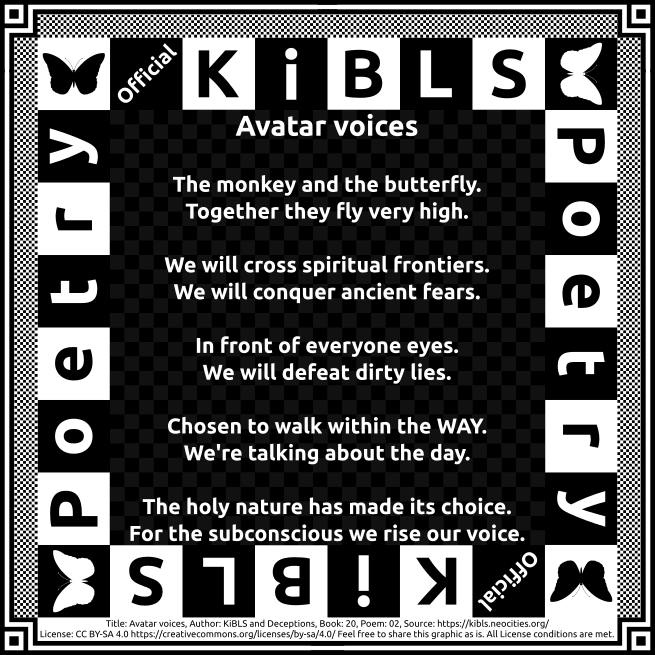 Official KiBLS
Poetry
Poetry
Avatar voices
The monkey and the butterfly.
Together they fly very high.
We will cross spiritual frontiers.
We will conquer ancient fears.
In front of everyone eyes.
We will defeat dirty lies.
Chosen to walk within the WAY.
We're talking about the day.
The holy nature has made its choice.
For the subconscious we rise our voice.
Official KiBLS
Title: Avatar voices, Author: KiBLS and Deceptions, Book: 20, Poem: 02, Source: https://kibls.neocities.org/
License: CC BY-SA 4.0 https://creativecommons.org/licenses/by-sa/4.0/ Feel free to share this graphic as is. All License conditions are met.